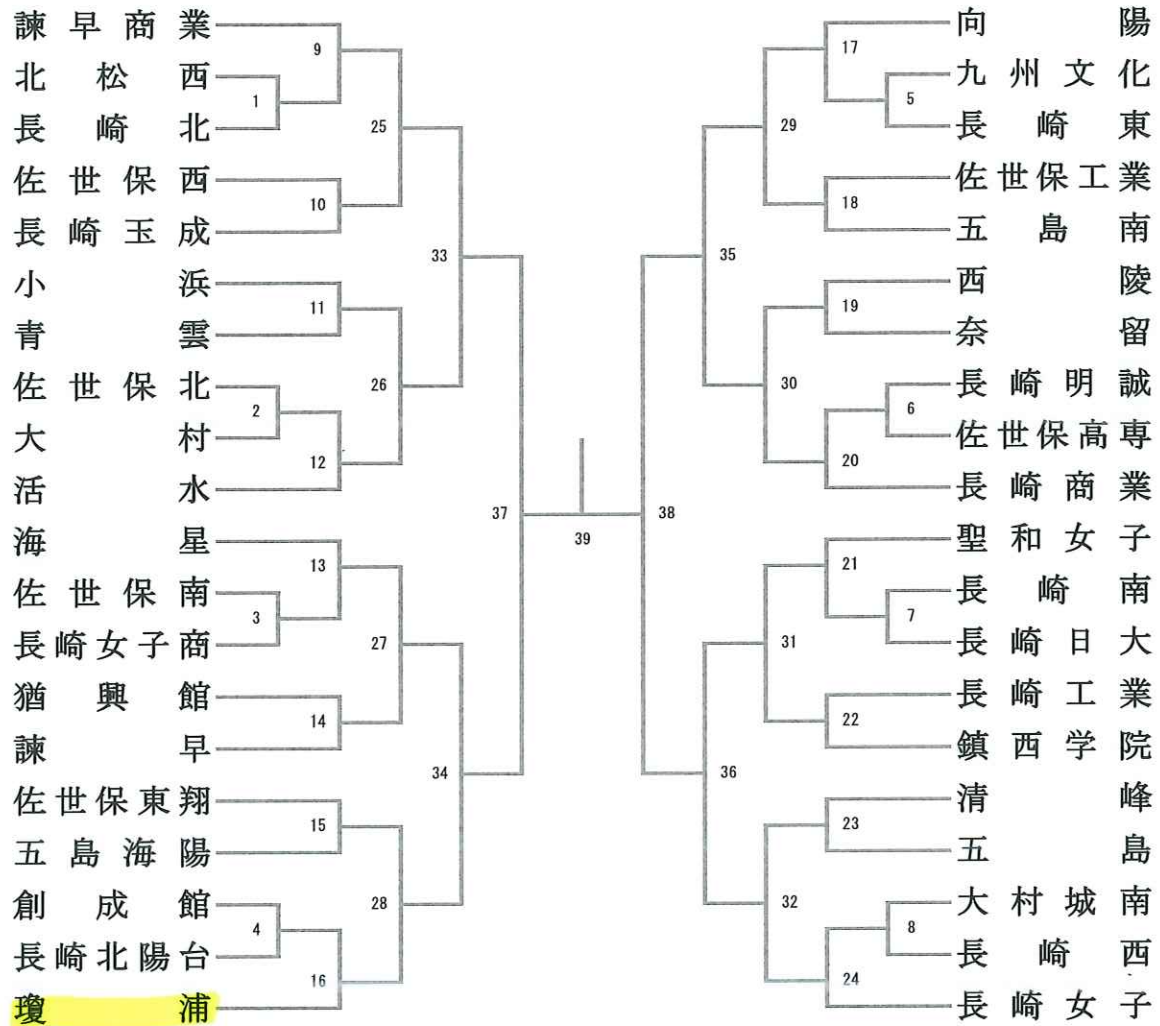 諫早商業
北松西
長崎北
佐世保西
長崎玉成
小浜
青雲
佐世保北
大村
活水
海星
佐世保南
長崎女子商
猶興館
諫早
佐世保東翔
五島海陽
創成館
長崎北陽台
瓊浦
9
1
25
10
33
11
26
2
12
37
13
3
27
14
34
15
28
4
16
39
向陽
九州文化
長崎東
佐世保工業
五島南
西陵
奈留
長崎明誠
佐世保高専
長崎商業
聖和女子
長崎南
長崎日大
長崎工業
鎮西学院
清峰
五島
大村城南
長崎西
長崎女子
17
5
29
18
35
19
30
6
20
38
21
7
31
22
36
23
32
8
24